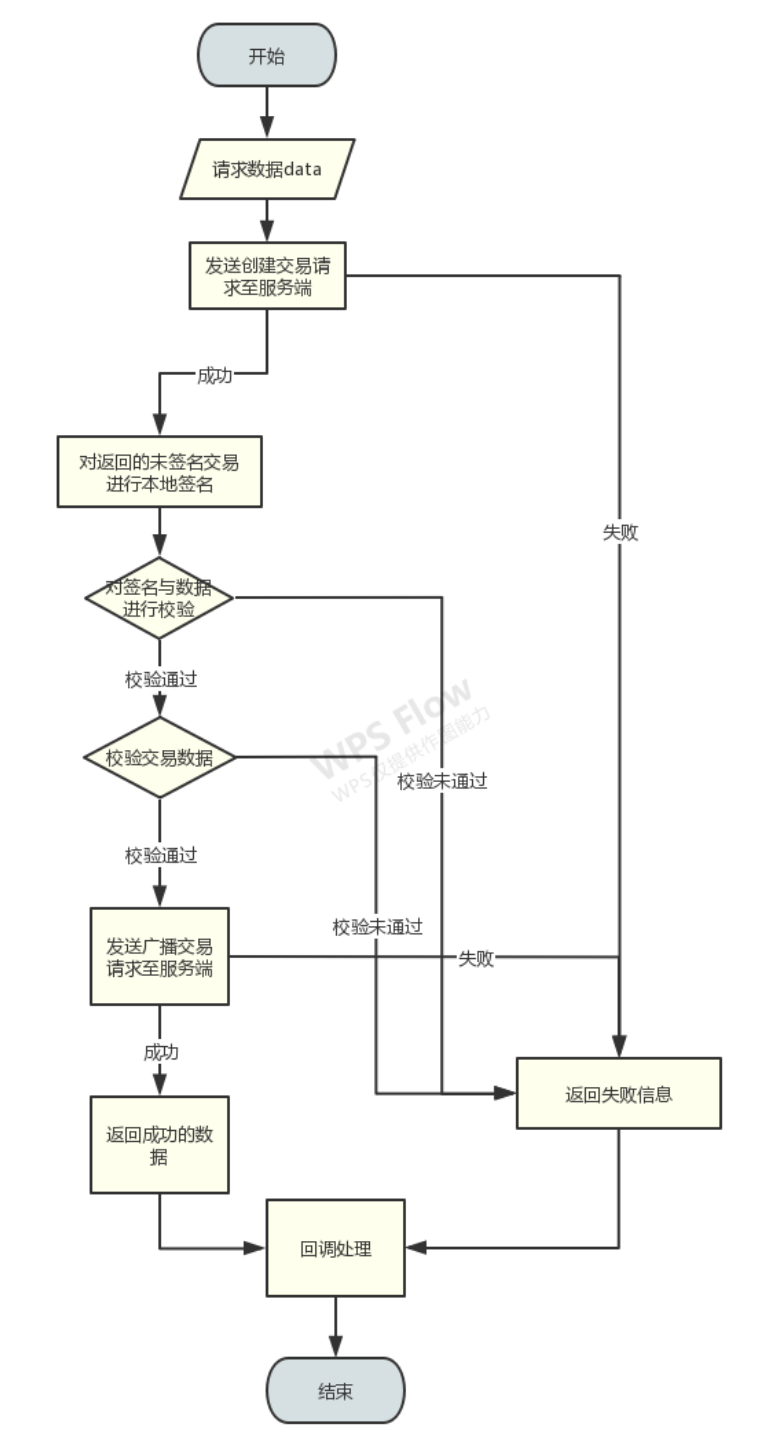 开始
请求数据data
发送创建交易请
求至服务端
成功
对返回的未签名交易
进行本地签名
失败
对签名与数据
进行校验
校验通过
WPS Flow
WPS仅提供作图能力
校验交易数据
校验未通过
校验通过
校验未通过
发送广播交易
请求至服务端
失败
成功
返回失败信息
返回成功的数
据
回调处理
结束